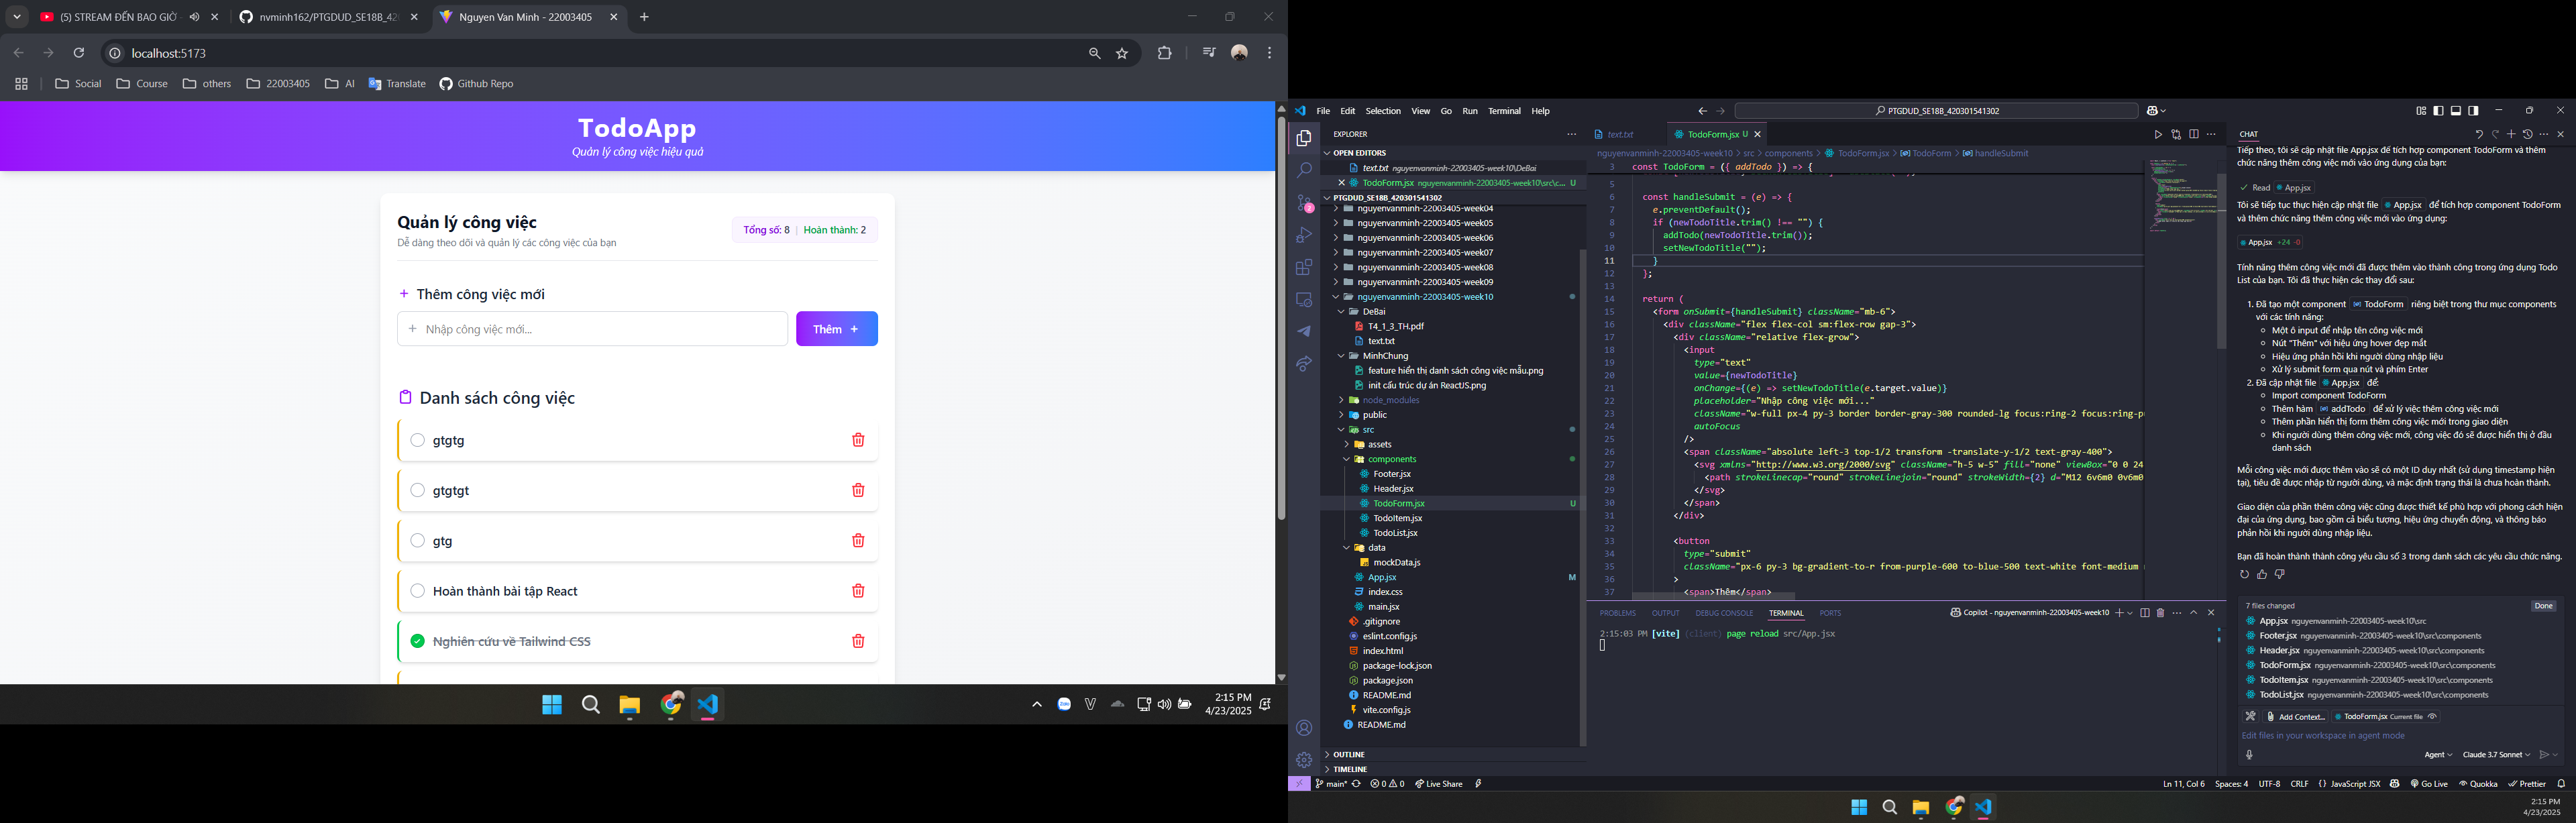 (5) STREAM ĐẾN BAO GIỜ
nvminh162/PTGDUD_SE18B_420
Nguyen Van Minh - 22003405
localhost:5173
Social
Course
others
22003405
AI
Translate
Github Repo
TodoApp
Quản lý công việc hiệu quả
Quản lý công việc
Dễ dàng theo dõi và quản lý các công việc của bạn
Tổng số: 8 | Hoàn thành: 2
+ Thêm công việc mới
+ Nhập công việc mới...
Thêm +
Danh sách công việc
gtgtg
gtgtgt
gtg
Hoàn thành bài tập React
Nghiên cứu về Tailwind CSS
2:15 PM
4/23/2025
File Edit Selection View Go Run Terminal Help
PTGDUD_SE18B_420301541302
EXPLORER
OPEN EDITORS
text.txt nguyenvanminh-22003405-week10\DeBai
TodoForm.jsx nguyenvanminh-22003405-week10\src\c... U
PTGDUD_SE18B_420301541302
nguyenvanminh-22003405-week04
nguyenvanminh-22003405-week05
nguyenvanminh-22003405-week06
nguyenvanminh-22003405-week07
nguyenvanminh-22003405-week08
nguyenvanminh-22003405-week09
nguyenvanminh-22003405-week10
DeBai
T4_1_3_TH.pdf
text.txt
MinhChung
feature hiển thị danh sách công việc mẫu.png
init cấu trúc dự án ReactJS.png
node_modules
public
src
assets
components
Footer.jsx
Header.jsx
TodoForm.jsx U
TodoItem.jsx
TodoList.jsx
data
mockData.js
App.jsx M
index.css
main.jsx
.gitignore
eslint.config.js
index.html
package-lock.json
package.json
README.md
vite.config.js
README.md
OUTLINE
TIMELINE
text.txt
TodoForm.jsx U
nguyenvanminh-22003405-week10 > src > components > TodoForm.jsx > TodoForm > handleSubmit
3 const TodoForm = ({ addTodo }) => {
5
6 const handleSubmit = (e) => {
7 e.preventDefault();
8 if (newTodoTitle.trim() !== "") {
9 addTodo(newTodoTitle.trim());
10 setNewTodoTitle("");
11 }
12 };
13
14 return (
15 <form onSubmit={handleSubmit} className="mb-6">
16 <div className="flex flex-col sm:flex-row gap-3">
17 <div className="relative flex-grow">
18 <input
19 type="text"
20 value={newTodoTitle}
21 onChange={(e) => setNewTodoTitle(e.target.value)}
22 placeholder="Nhập công việc mới..."
23 className="w-full px-4 py-3 border border-gray-300 rounded-lg focus:ring-2 focus:ring-p
24 autoFocus
25 />
26 <span className="absolute left-3 top-1/2 transform -translate-y-1/2 text-gray-400">
27 <svg xmlns="http://www.w3.org/2000/svg" className="h-5 w-5" fill="none" viewBox="0 0 24
28 <path strokeLinecap="round" strokeLinejoin="round" strokeWidth={2} d="M12 6v6m0 0v6m0
29 </svg>
30 </span>
31 </div>
32
33 <button
34 type="submit"
35 className="px-6 py-3 bg-gradient-to-r from-purple-600 to-blue-500 text-white font-medium
36 >
37 <span>Thêm</span>
PROBLEMS OUTPUT DEBUG CONSOLE TERMINAL PORTS
Copilot - nguyenvanminh-22003405-week10
2:15:03 PM [vite] (client) page reload src/App.jsx
CHAT
Tiếp theo, tôi sẽ cập nhật file App.jsx để tích hợp component TodoForm và thêm
chức năng thêm công việc mới vào ứng dụng của bạn:
Read App.jsx
Tôi sẽ tiếp tục thực hiện cập nhật file App.jsx để tích hợp component TodoForm
và thêm chức năng thêm công việc mới vào ứng dụng:
App.jsx +24 -0
Tính năng thêm công việc mới đã được thêm vào thành công trong ứng dụng Todo
List của bạn. Tôi đã thực hiện các thay đổi sau:
1. Đã tạo một component TodoForm riêng biệt trong thư mục components
với các tính năng:
Một ô input để nhập tên công việc mới
Nút "Thêm" với hiệu ứng hover đẹp mắt
Hiệu ứng phản hồi khi người dùng nhập liệu
Xử lý submit form qua nút và phím Enter
2. Đã cập nhật file App.jsx để:
Import component TodoForm
Thêm hàm addTodo để xử lý việc thêm công việc mới
Thêm phần hiển thị form thêm công việc mới trong giao diện
Khi người dùng thêm công việc mới, công việc đó sẽ được hiển thị ở đầu
danh sách
Mỗi công việc mới được thêm vào sẽ có một ID duy nhất (sử dụng timestamp hiện
tại), tiêu đề được nhập từ người dùng, và mặc định trạng thái là chưa hoàn thành.
Giao diện của phần thêm công việc cũng được thiết kế phù hợp với phong cách hiện
đại của ứng dụng, bao gồm cả biểu tượng, hiệu ứng chuyển động, và thông báo
phản hồi khi người dùng nhập liệu.
Bạn đã hoàn thành thành công yêu cầu số 3 trong danh sách các yêu cầu chức năng.
7 files changed
Done
App.jsx nguyenvanminh-22003405-week10\src
Footer.jsx nguyenvanminh-22003405-week10\src\components
Header.jsx nguyenvanminh-22003405-week10\src\components
TodoForm.jsx nguyenvanminh-22003405-week10\src\components
TodoItem.jsx nguyenvanminh-22003405-week10\src\components
TodoList.jsx nguyenvanminh-22003405-week10\src\components
Add Context... TodoForm.jsx Current file
Edit files in your workspace in agent mode
Agent Claude 3.7 Sonnet
main* 0 0 Live Share
Ln 11, Col 6 Spaces: 4 UTF-8 CRLF {} JavaScript JSX Go Live Quokka Prettier
2:15 PM
4/23/2025